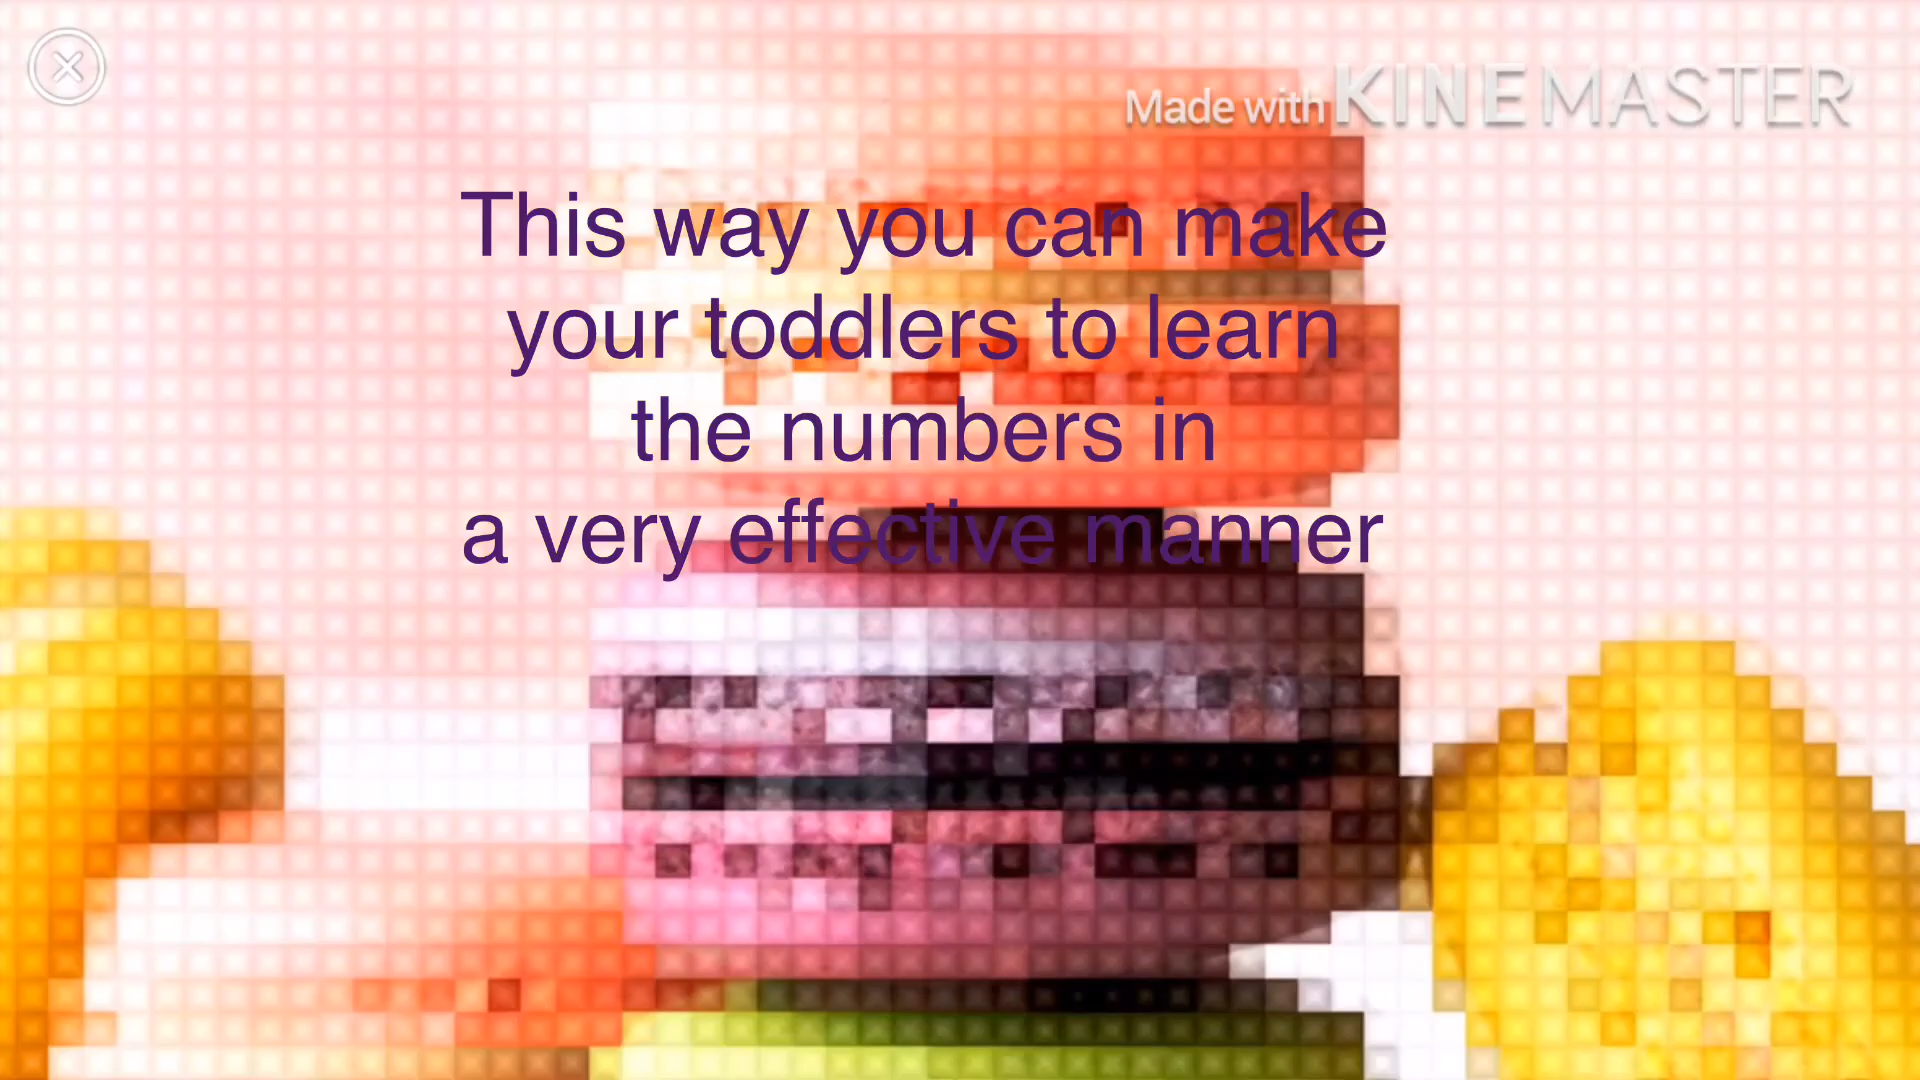 Made with KINEMASTER
This way you can make
your toddlers to learn
the numbers in
a very effective manner